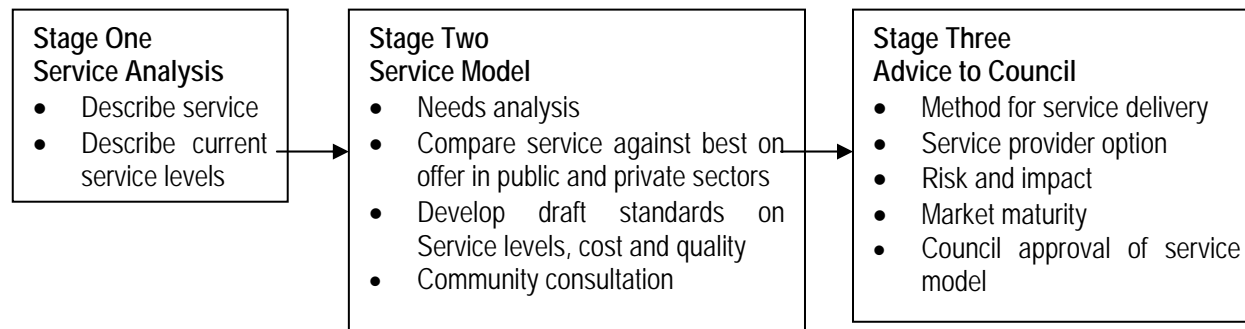 Stage One
Service Analysis
• Describe service
• Describe current
service levels
Stage Two
Service Model
• Needs analysis
• Compare service against best on
offer in public and private sectors
• Develop draft standards on
Service levels, cost and quality
• Community consultation
Stage Three
Advice to Council
• Method for service delivery
• Service provider option
• Risk and impact
• Market maturity
• Council approval of service
model